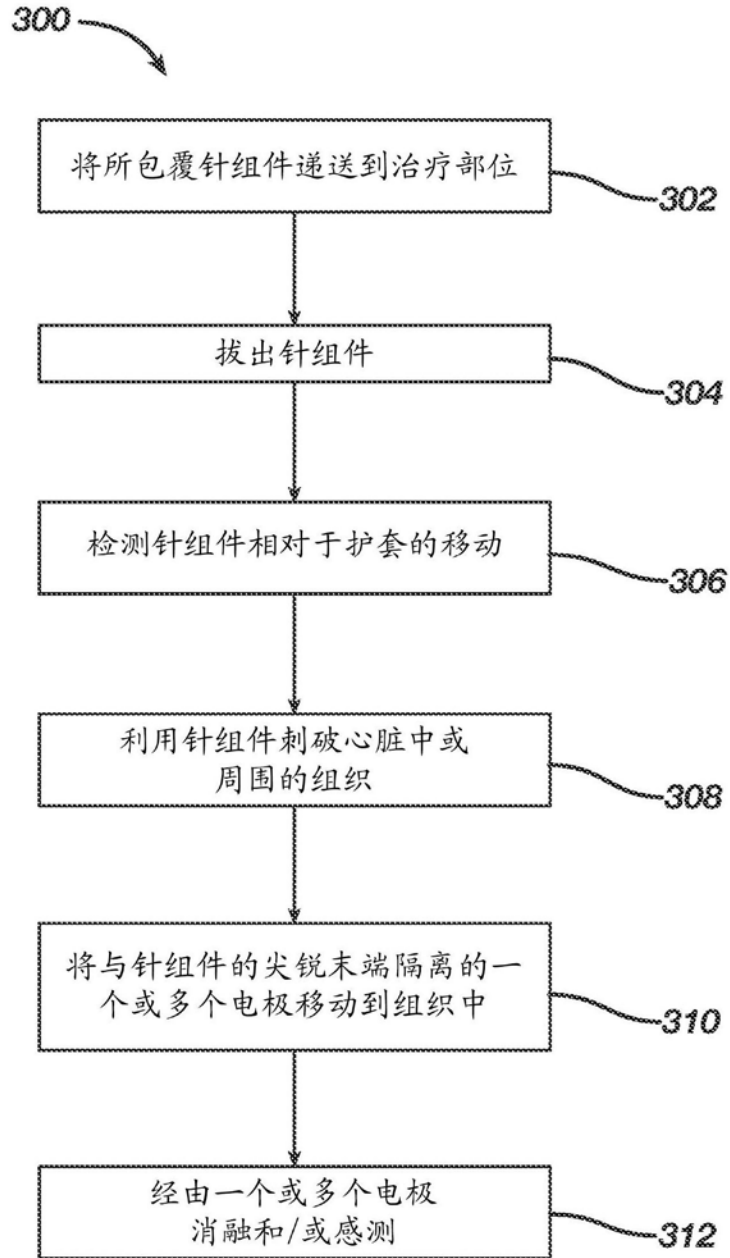 300
将所包覆针组件递送到治疗部位
302
拔出针组件
304
检测针组件相对于护套的移动
306
利用针组件刺破心脏中或
周围的组织
308
将与针组件的尖锐末端隔离的一
个或多个电极移动到组织中
310
经由一个或多个电极
消融和/或感测
312